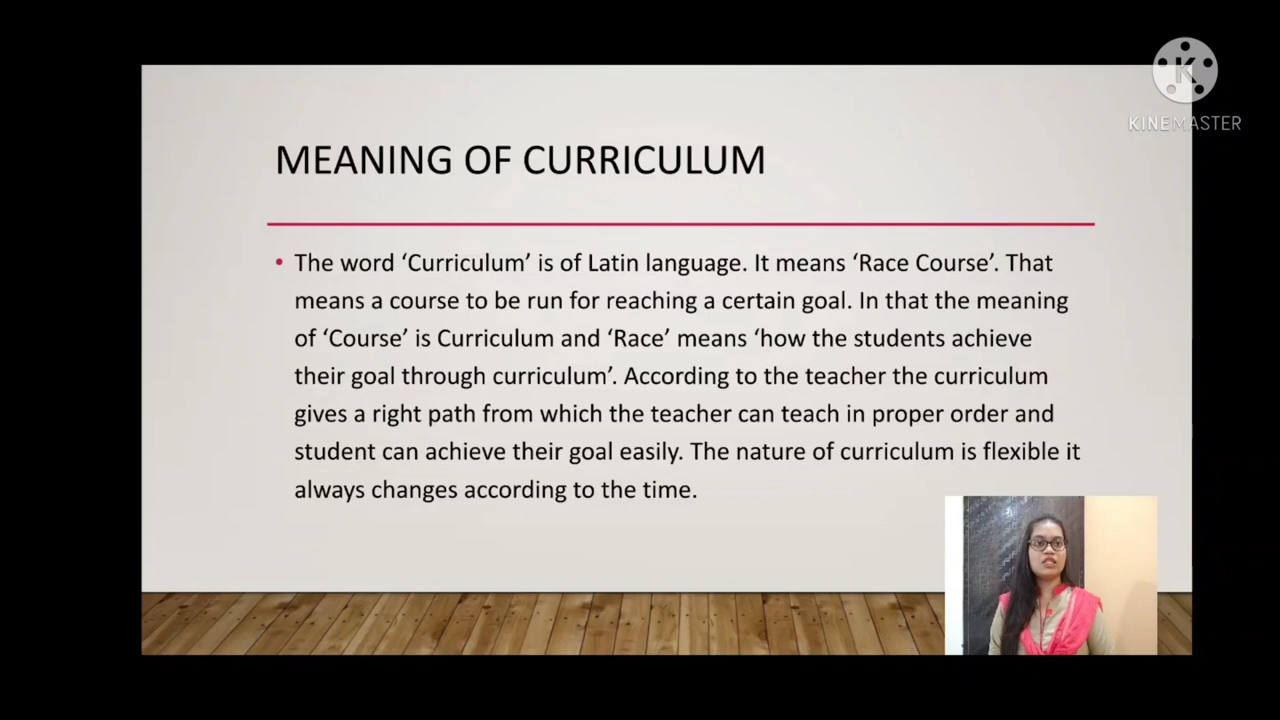 K
KINEMASTER
MEANING OF CURRICULUM
• The word ‘Curriculum’ is of Latin language. It means ‘Race Course’. That
means a course to be run for reaching a certain goal. In that the meaning
of ‘Course’ is Curriculum and ‘Race’ means ‘how the students achieve
their goal through curriculum’. According to the teacher the curriculum
gives a right path from which the teacher can teach in proper order and
student can achieve their goal easily. The nature of curriculum is flexible it
always changes according to the time.